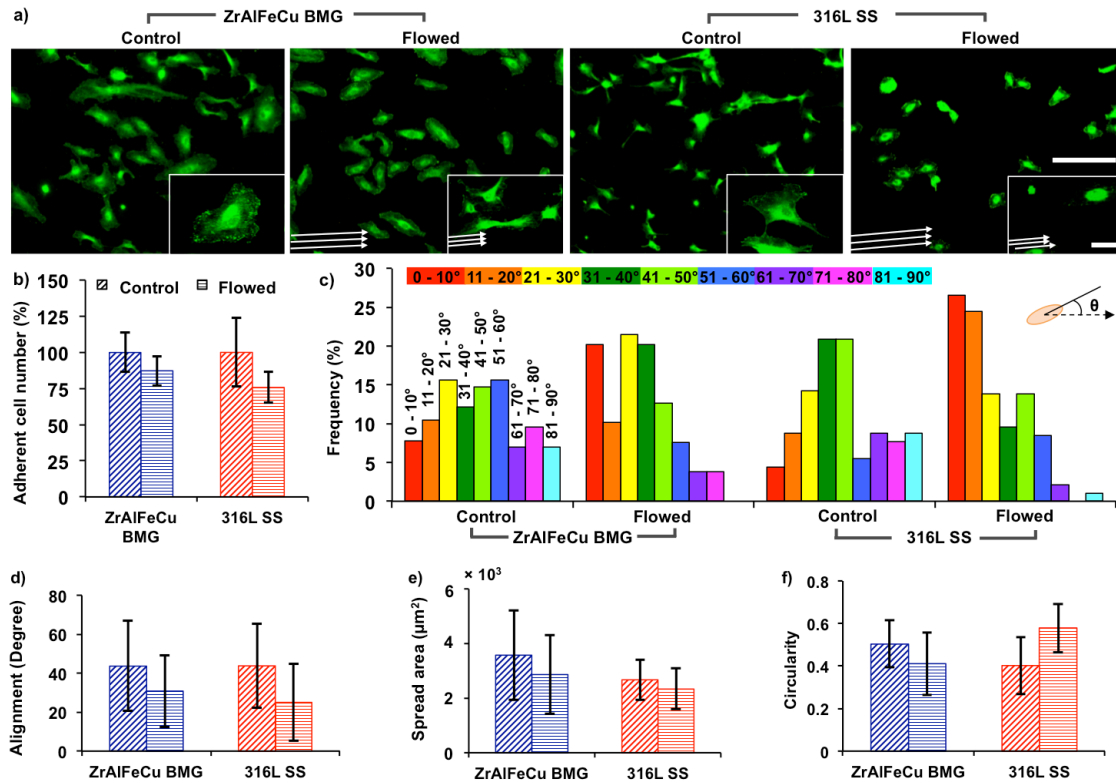 a)
ZrAlFeCu BMG
316L SS
Control
Flowed
Control
Flowed
b)
150
125
100
75
50
25
0
Adherent cell number (%)
Control
Flowed
ZrAlFeCu
BMG
316L SS
c)
30
25
20
15
10
5
0
Frequency (%)
0 - 10° 11 - 20° 21 - 30° 31 - 40° 41 - 50° 51 - 60° 61 - 70° 71 - 80° 81 - 90°
θ
0 - 10°
11 - 20°
21 - 30°
31 - 40°
41 - 50°
51 - 60°
61 - 70°
71 - 80°
81 - 90°
Control
Flowed
Control
Flowed
ZrAlFeCu BMG
316L SS
d)
80
60
40
20
0
Alignment (Degree)
ZrAlFeCu BMG
316L SS
e)
× 10³
6
4
2
0
Spread area (µm²)
ZrAlFeCu BMG
316L SS
f)
0.8
0.6
0.4
0.2
0
Circularity
ZrAlFeCu BMG
316L SS